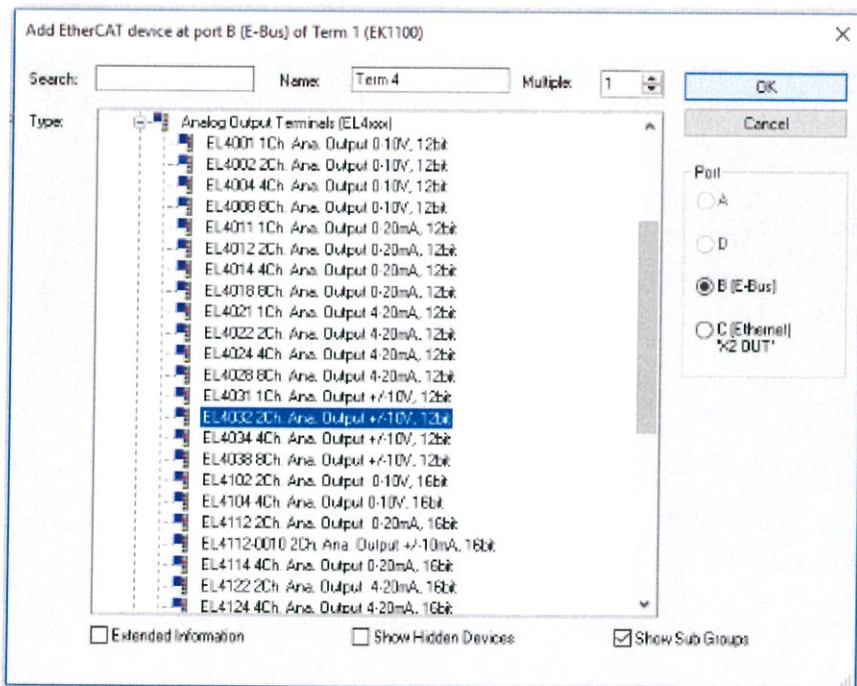 Add EtherCAT device at port B (E-Bus) of Term 1 (EK1100)
Search:
Name:
Term 4
Multiple:
1
OK
Type:
Analog Output Terminals (EL4xxx)
Cancel
EL4001 1Ch. Ana. Output 0-10V, 12bit
EL4002 2Ch. Ana. Output 0-10V, 12bit
EL4004 4Ch. Ana. Output 0-10V, 12bit
EL4008 8Ch. Ana. Output 0-10V, 12bit
EL4011 1Ch. Ana. Output 0-20mA, 12bit
EL4012 2Ch. Ana. Output 0-20mA, 12bit
EL4014 4Ch. Ana. Output 0-20mA, 12bit
EL4018 8Ch. Ana. Output 0-20mA, 12bit
EL4021 1Ch. Ana. Output 4-20mA, 12bit
EL4022 2Ch. Ana. Output 4-20mA, 12bit
EL4024 4Ch. Ana. Output 4-20mA, 12bit
EL4028 8Ch. Ana. Output 4-20mA, 12bit
EL4031 1Ch. Ana. Output +/-10V, 12bit
EL4032 2Ch. Ana. Output +/-10V, 12bit
EL4034 4Ch. Ana. Output +/-10V, 12bit
EL4038 8Ch. Ana. Output +/-10V, 12bit
EL4102 2Ch. Ana. Output 0-10V, 16bit
EL4104 4Ch. Ana. Output 0-10V, 16bit
EL4112 2Ch. Ana. Output 0-20mA, 16bit
EL4112-0010 2Ch. Ana. Output +/-10mA, 16bit
EL4114 4Ch. Ana. Output 0-20mA, 16bit
EL4122 2Ch. Ana. Output 4-20mA, 16bit
EL4124 4Ch. Ana. Output 4-20mA, 16bit
Port
A
D
B (E-Bus)
C (Ethernet)
'X2 OUT'
Extended Information
Show Hidden Devices
Show Sub Groups